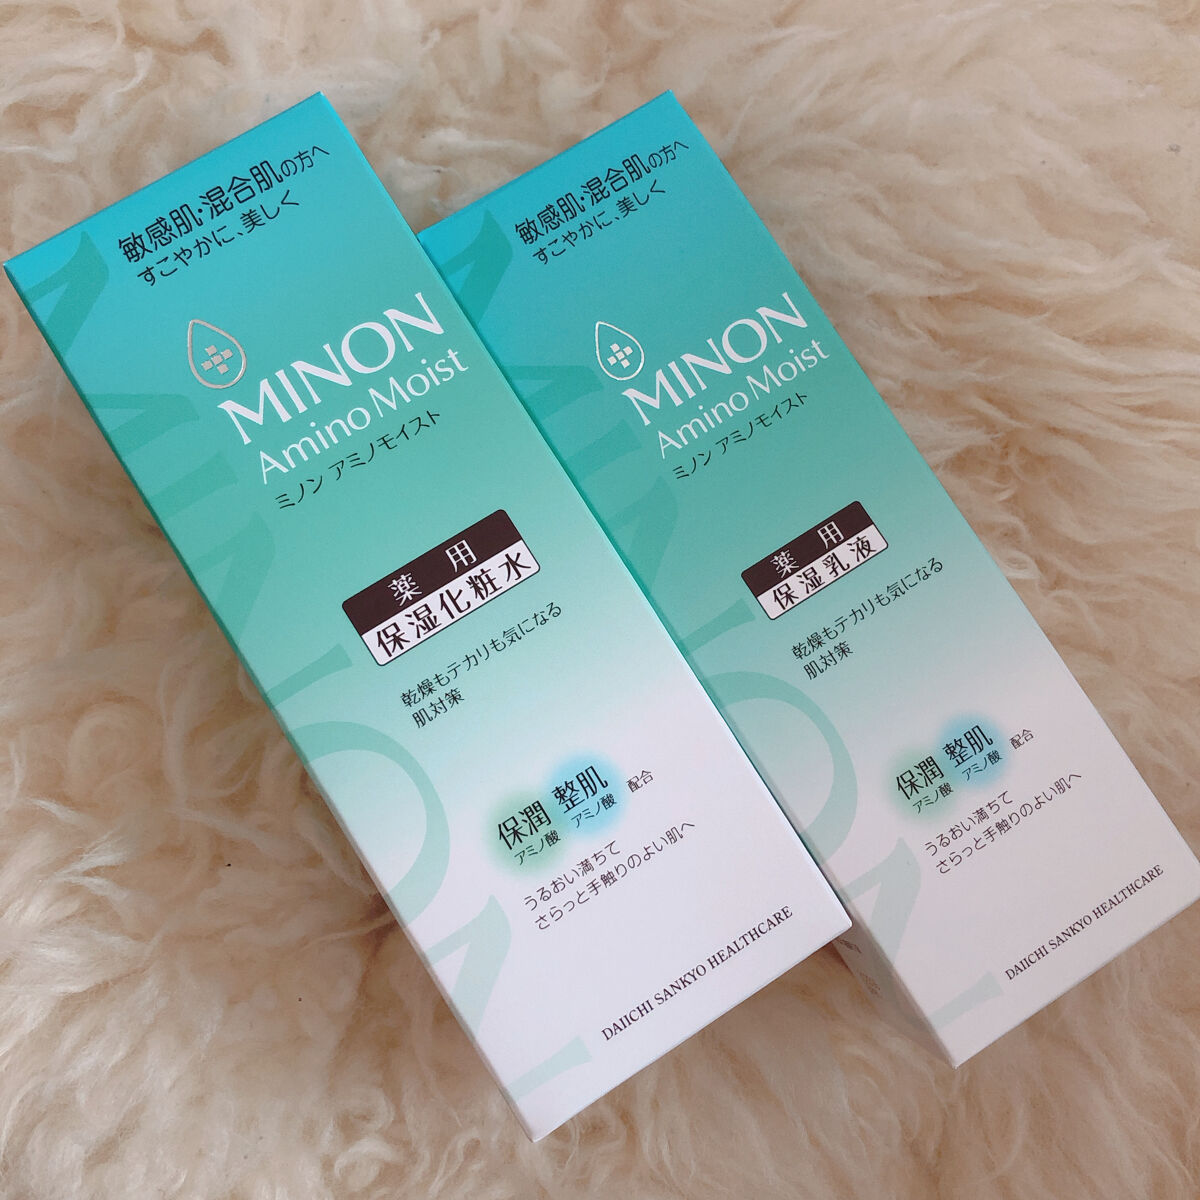 敏感肌・混合肌の方へ
すこやかに、美しく
MINON
Amino Moist
ミノン アミノモイスト
薬用
保湿化粧水
乾燥もテカリも気になる
肌対策
保潤 整肌 配合
アミノ酸 アミノ酸
うるおい満ちて
さらっと手触りのよい肌へ
DAIICHI SANKYO HEALTHCARE
敏感肌・混合肌の方へ
すこやかに、美しく
MINON
Amino Moist
ミノン アミノモイスト
薬用
保湿乳液
乾燥もテカリも気になる
肌対策
保潤 整肌 配合
アミノ酸 アミノ酸
うるおい満ちて
さらっと手触りのよい肌へ
DAIICHI SANKYO HEALTHCARE
MINON